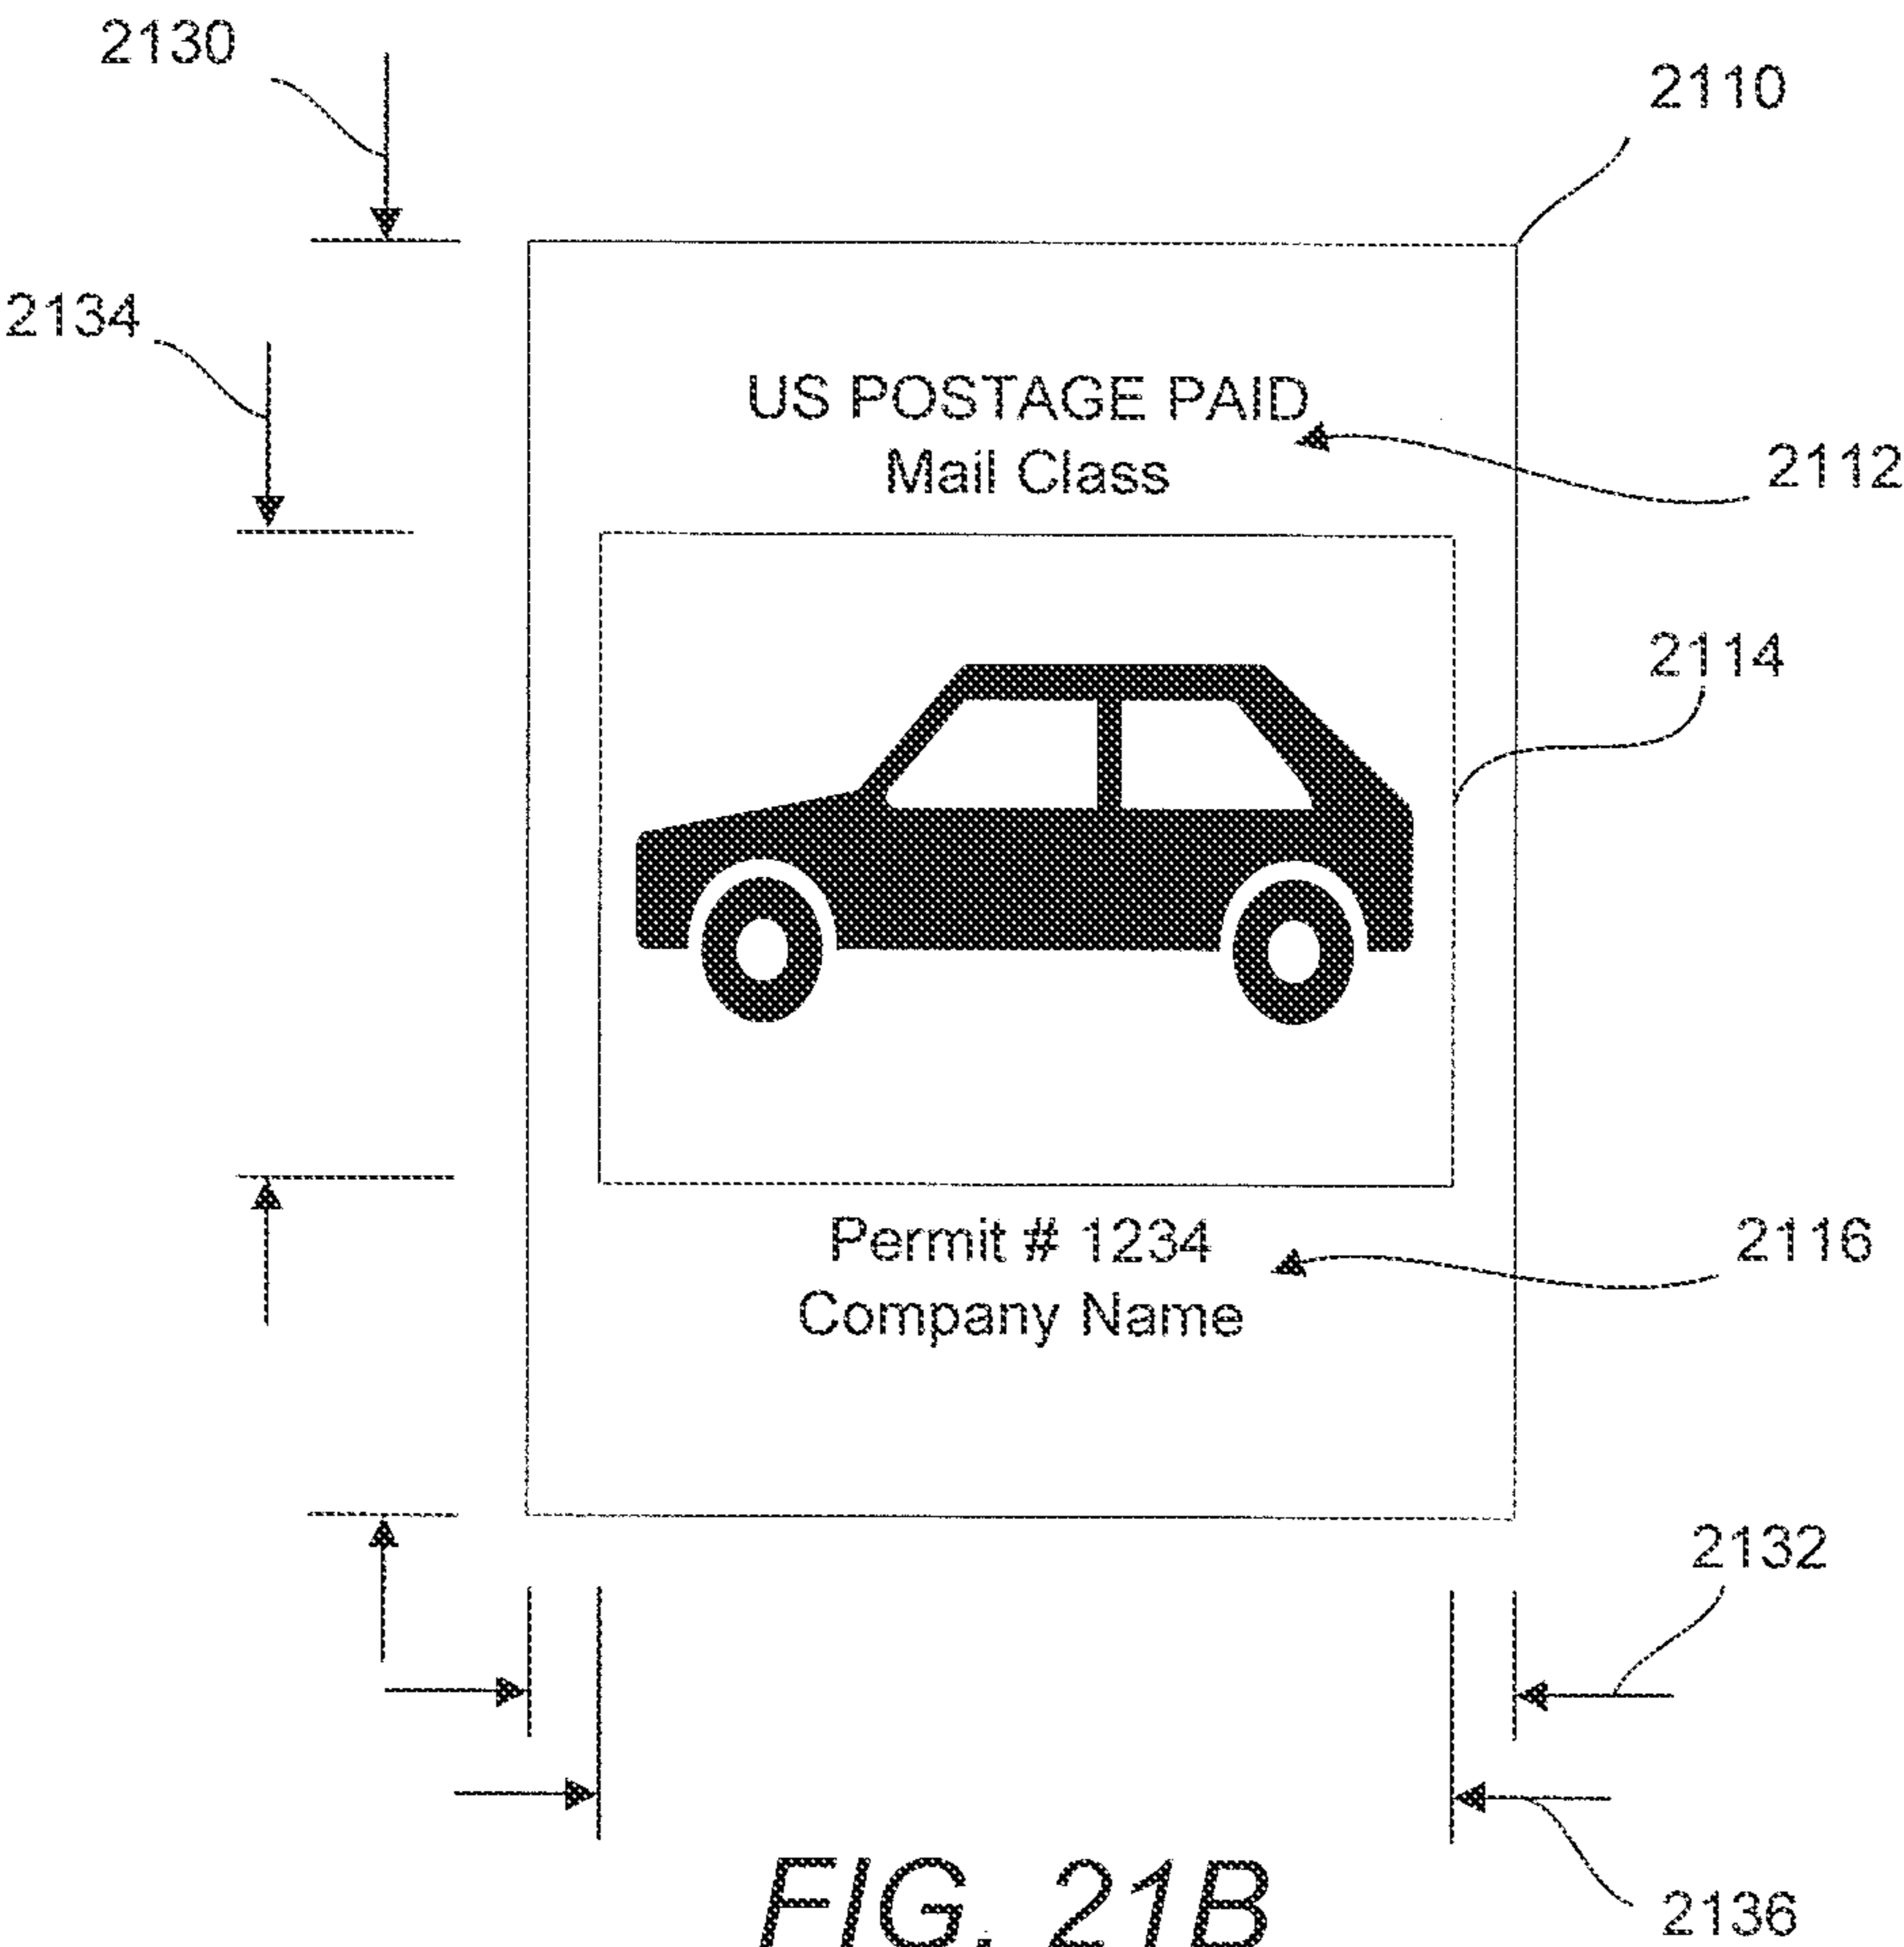 2130
2110
2134
US POSTAGE PAID
Mail Class
2112
2114
Permit # 1234
Company Name
2116
2132
2136
FIG. 21B